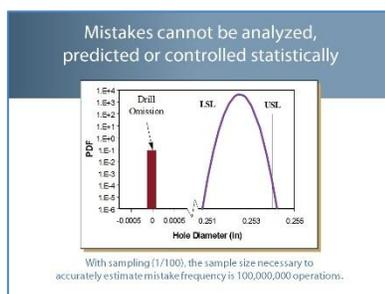 Mistakes cannot be analyzed,
predicted or controlled statistically
Drill
Omission
LSL
USL
1.E+4
1.E+3
1.E+2
1.E+1
1.E+0
1.E-1
1.E-2
1.E-3
1.E-4
1.E-5
1.E-6
PDF
-0.0005 0 0.0005 0.251 0.253 0.255
Hole Diameter (in)
With sampling (1/100), the sample size necessary to
accurately estimate mistake frequency is 100,000,000 operations.